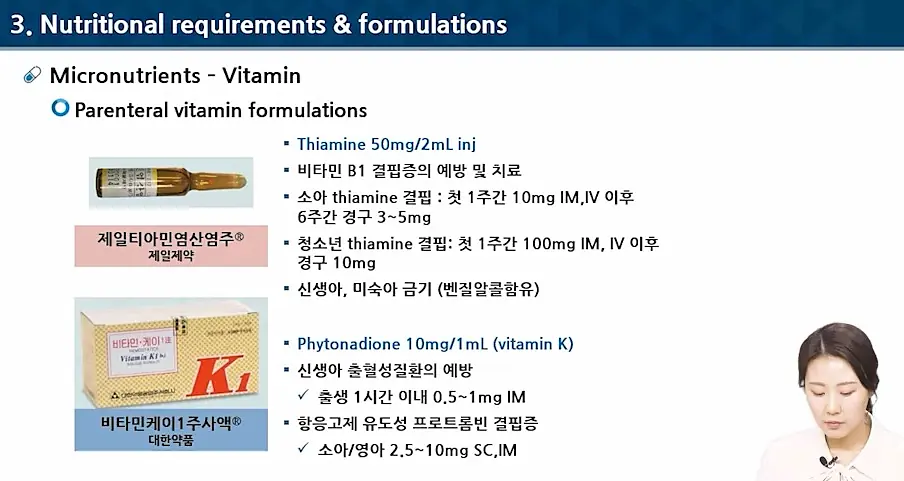 3. Nutritional requirements & formulations
Micronutrients - Vitamin
Parenteral vitamin formulations
제일티아민염산염주®
제일제약
▪ Thiamine 50mg/2mL inj
▪ 비타민 B1 결핍증의 예방 및 치료
▪ 소아 thiamine 결핍 : 첫 1주간 10mg IM,IV 이후
6주간 경구 3~5mg
▪ 청소년 thiamine 결핍: 첫 1주간 100mg IM, IV 이후
경구 10mg
▪ 신생아, 미숙아 금기 (벤질알콜함유)
비타민·케이1注
Vitamin K1 inj
K1
비타민케이1주사액®
대한약품
▪ Phytonadione 10mg/1mL (vitamin K)
▪ 신생아 출혈성질환의 예방
✓ 출생 1시간 이내 0.5~1mg IM
▪ 항응고제 유도성 프로트롬빈 결핍증
✓ 소아/영아 2.5~10mg SC,IM